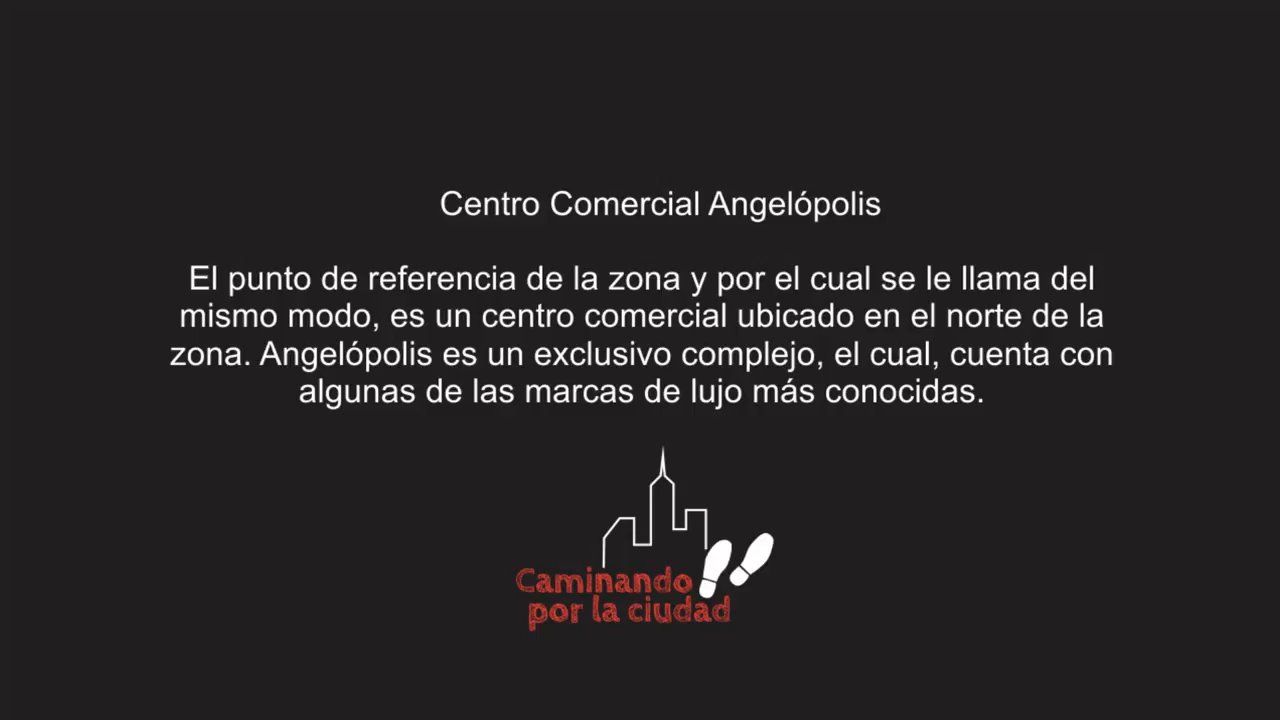 Centro Comercial Angelópolis
El punto de referencia de la zona y por el cual se le llama del
mismo modo, es un centro comercial ubicado en el norte de la
zona. Angelópolis es un exclusivo complejo, el cual, cuenta con
algunas de las marcas de lujo más conocidas.
Caminando
por la ciudad